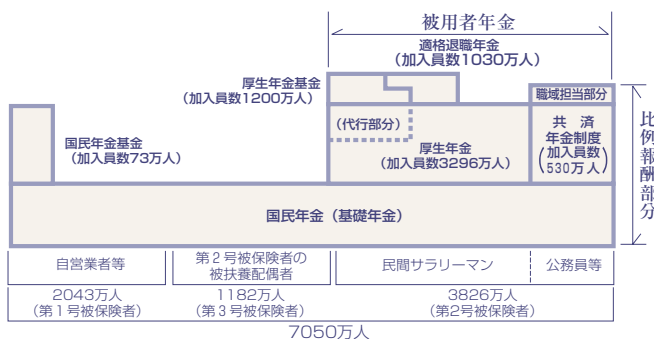 被用者年金
適格退職年金
(加入員数1030万人)
厚生年金基金
(加入員数1200万人)
職域担当部分
国民年金基金
(加入員数73万人)
(代行部分)
厚生年金
(加入員数3296万人)
共 済
年金制度
(加入員数
530万人)
比例報酬部分
国民年金(基礎年金)
自営業者等
第2号被保険者の
被扶養配偶者
民間サラリーマン
公務員等
2043万人
(第1号被保険者)
1182万人
(第3号被保険者)
3826万人
(第2号被保険者)
7050万人